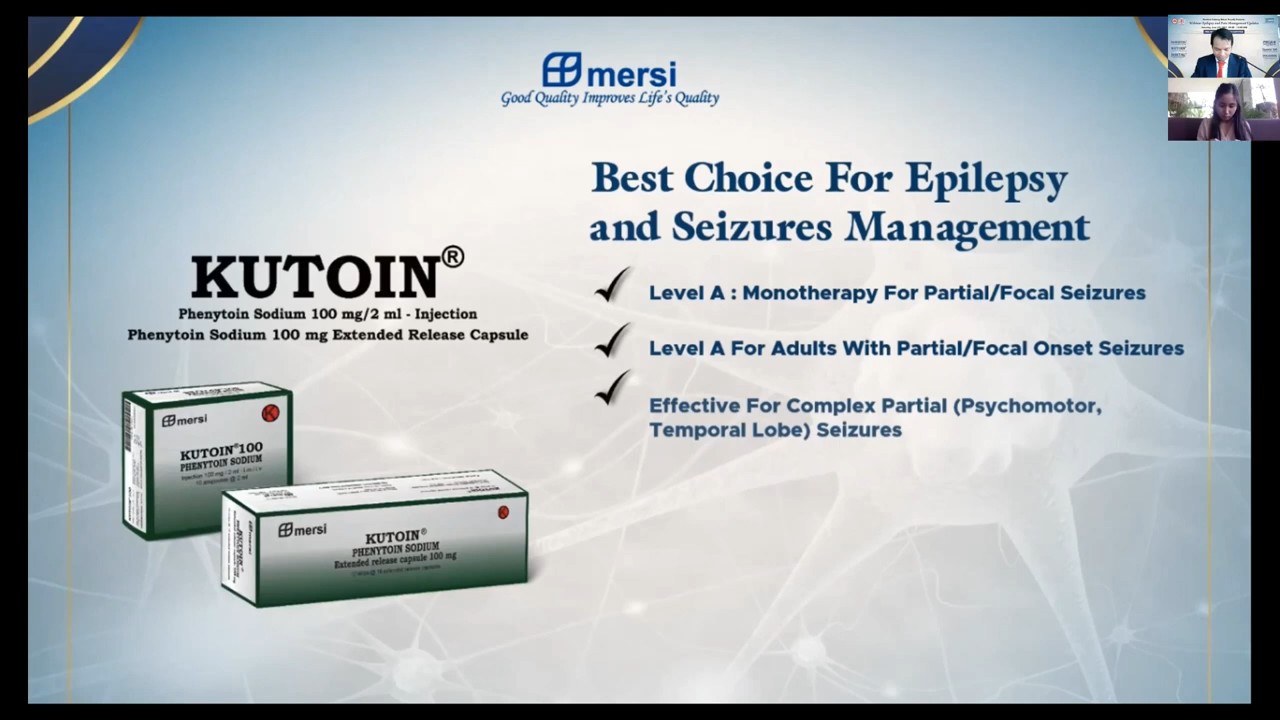 mersi
Good Quality Improves Life's Quality
Best Choice For Epilepsy
and Seizures Management
KUTOIN®
Phenytoin Sodium 100 mg/2 ml - Injection
Phenytoin Sodium 100 mg Extended Release Capsule
Level A : Monotherapy For Partial/Focal Seizures
Level A For Adults With Partial/Focal Onset Seizures
Effective For Complex Partial (Psychomotor,
Temporal Lobe) Seizures
mersi
KUTOIN®100
PHENYTOIN SODIUM
mersi
KUTOIN®
PHENYTOIN SODIUM
Extended release capsule 100 mg